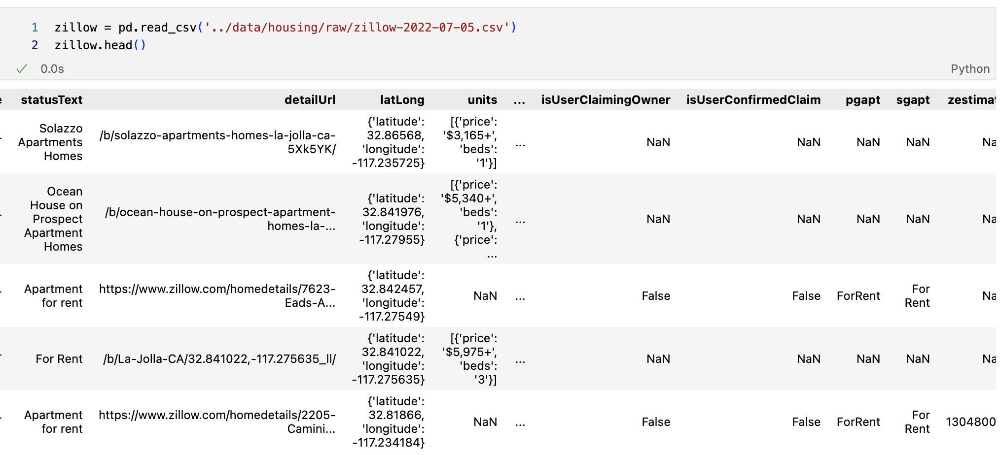 1 zillow = pd.read_csv('../data/housing/raw/zillow-2022-07-05.csv')
2 zillow.head()
0.0s
Python
statusText detailUrl latLong units ... isUserClaimingOwner isUserConfirmedClaim pgapt sgapt
Solazzo
Apartments
Homes
/b/solazzo-apartments-homes-la-jolla-ca-
5Xk5YK/
{'latitude':
32.86568,
'longitude':
-117.235725}
[{'price':
'$3,165+',
'beds':
'1'}]
... NaN NaN NaN NaN
Ocean
House on
Prospect
Apartment
Homes
/b/ocean-house-on-prospect-apartment-
homes-la-...
{'latitude':
32.841976,
'longitude':
-117.27955}
[{'price':
'$5,340+',
'beds':
'1'},
{'price':
...
... NaN NaN NaN NaN
Apartment
for rent
https://www.zillow.com/homedetails/7623-
Eads-A...
{'latitude':
32.842457,
'longitude':
-117.27549}
NaN ... False False ForRent
For
Rent
For Rent
/b/La-Jolla-CA/32.841022,-117.275635_ll/
{'latitude':
32.841022,
'longitude':
-117.275635}
[{'price':
'$5,975+',
'beds':
'3'}]
... NaN NaN NaN NaN
Apartment
for rent
https://www.zillow.com/homedetails/2205-
Camini...
{'latitude':
32.81866,
'longitude':
-117.234184}
NaN ... False False ForRent
For
Rent
1304800